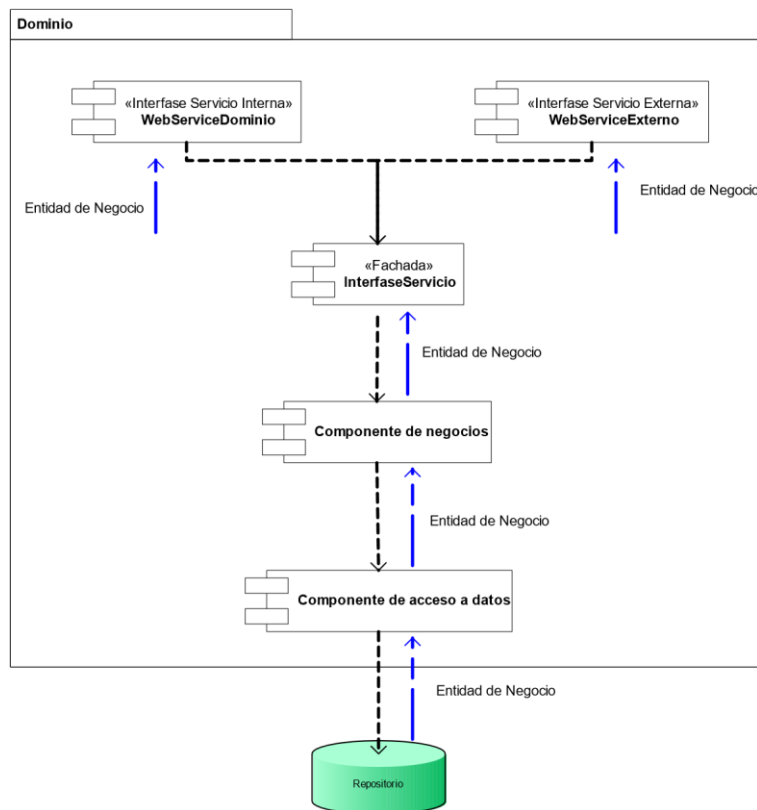 Dominio
«Interfase Servicio Interna»
WebServiceDominio
«Interfase Servicio Externa»
WebServiceExterno
Entidad de Negocio
Entidad de Negocio
«Fachada»
InterfaseServicio
Entidad de Negocio
Componente de negocios
Entidad de Negocio
Componente de acceso a datos
Entidad de Negocio
Repositorio